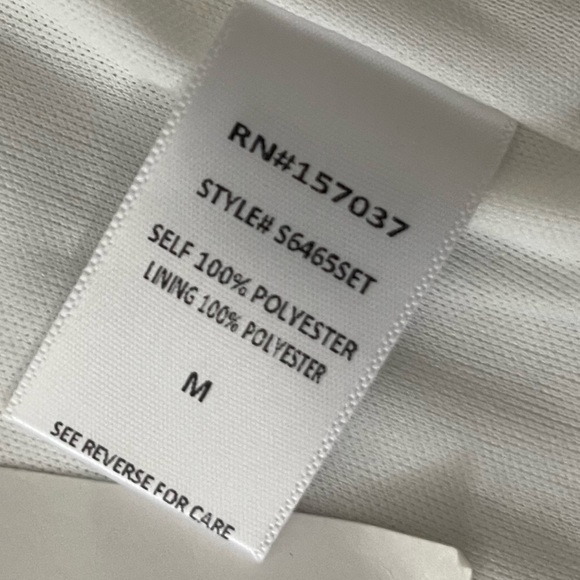 RN#157037
STYLE# S6465SET
SELF 100% POLYESTER
LINING 100% POLYESTER
M
SEE REVERSE FOR CARE